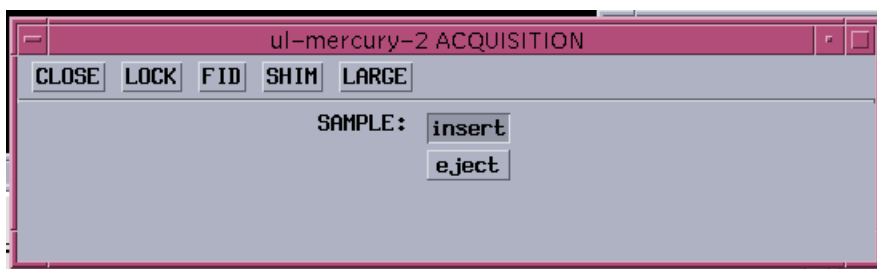 ul-mercury-2 ACQUISITION
CLOSE LOCK FID SHIM LARGE
SAMPLE: insert
eject